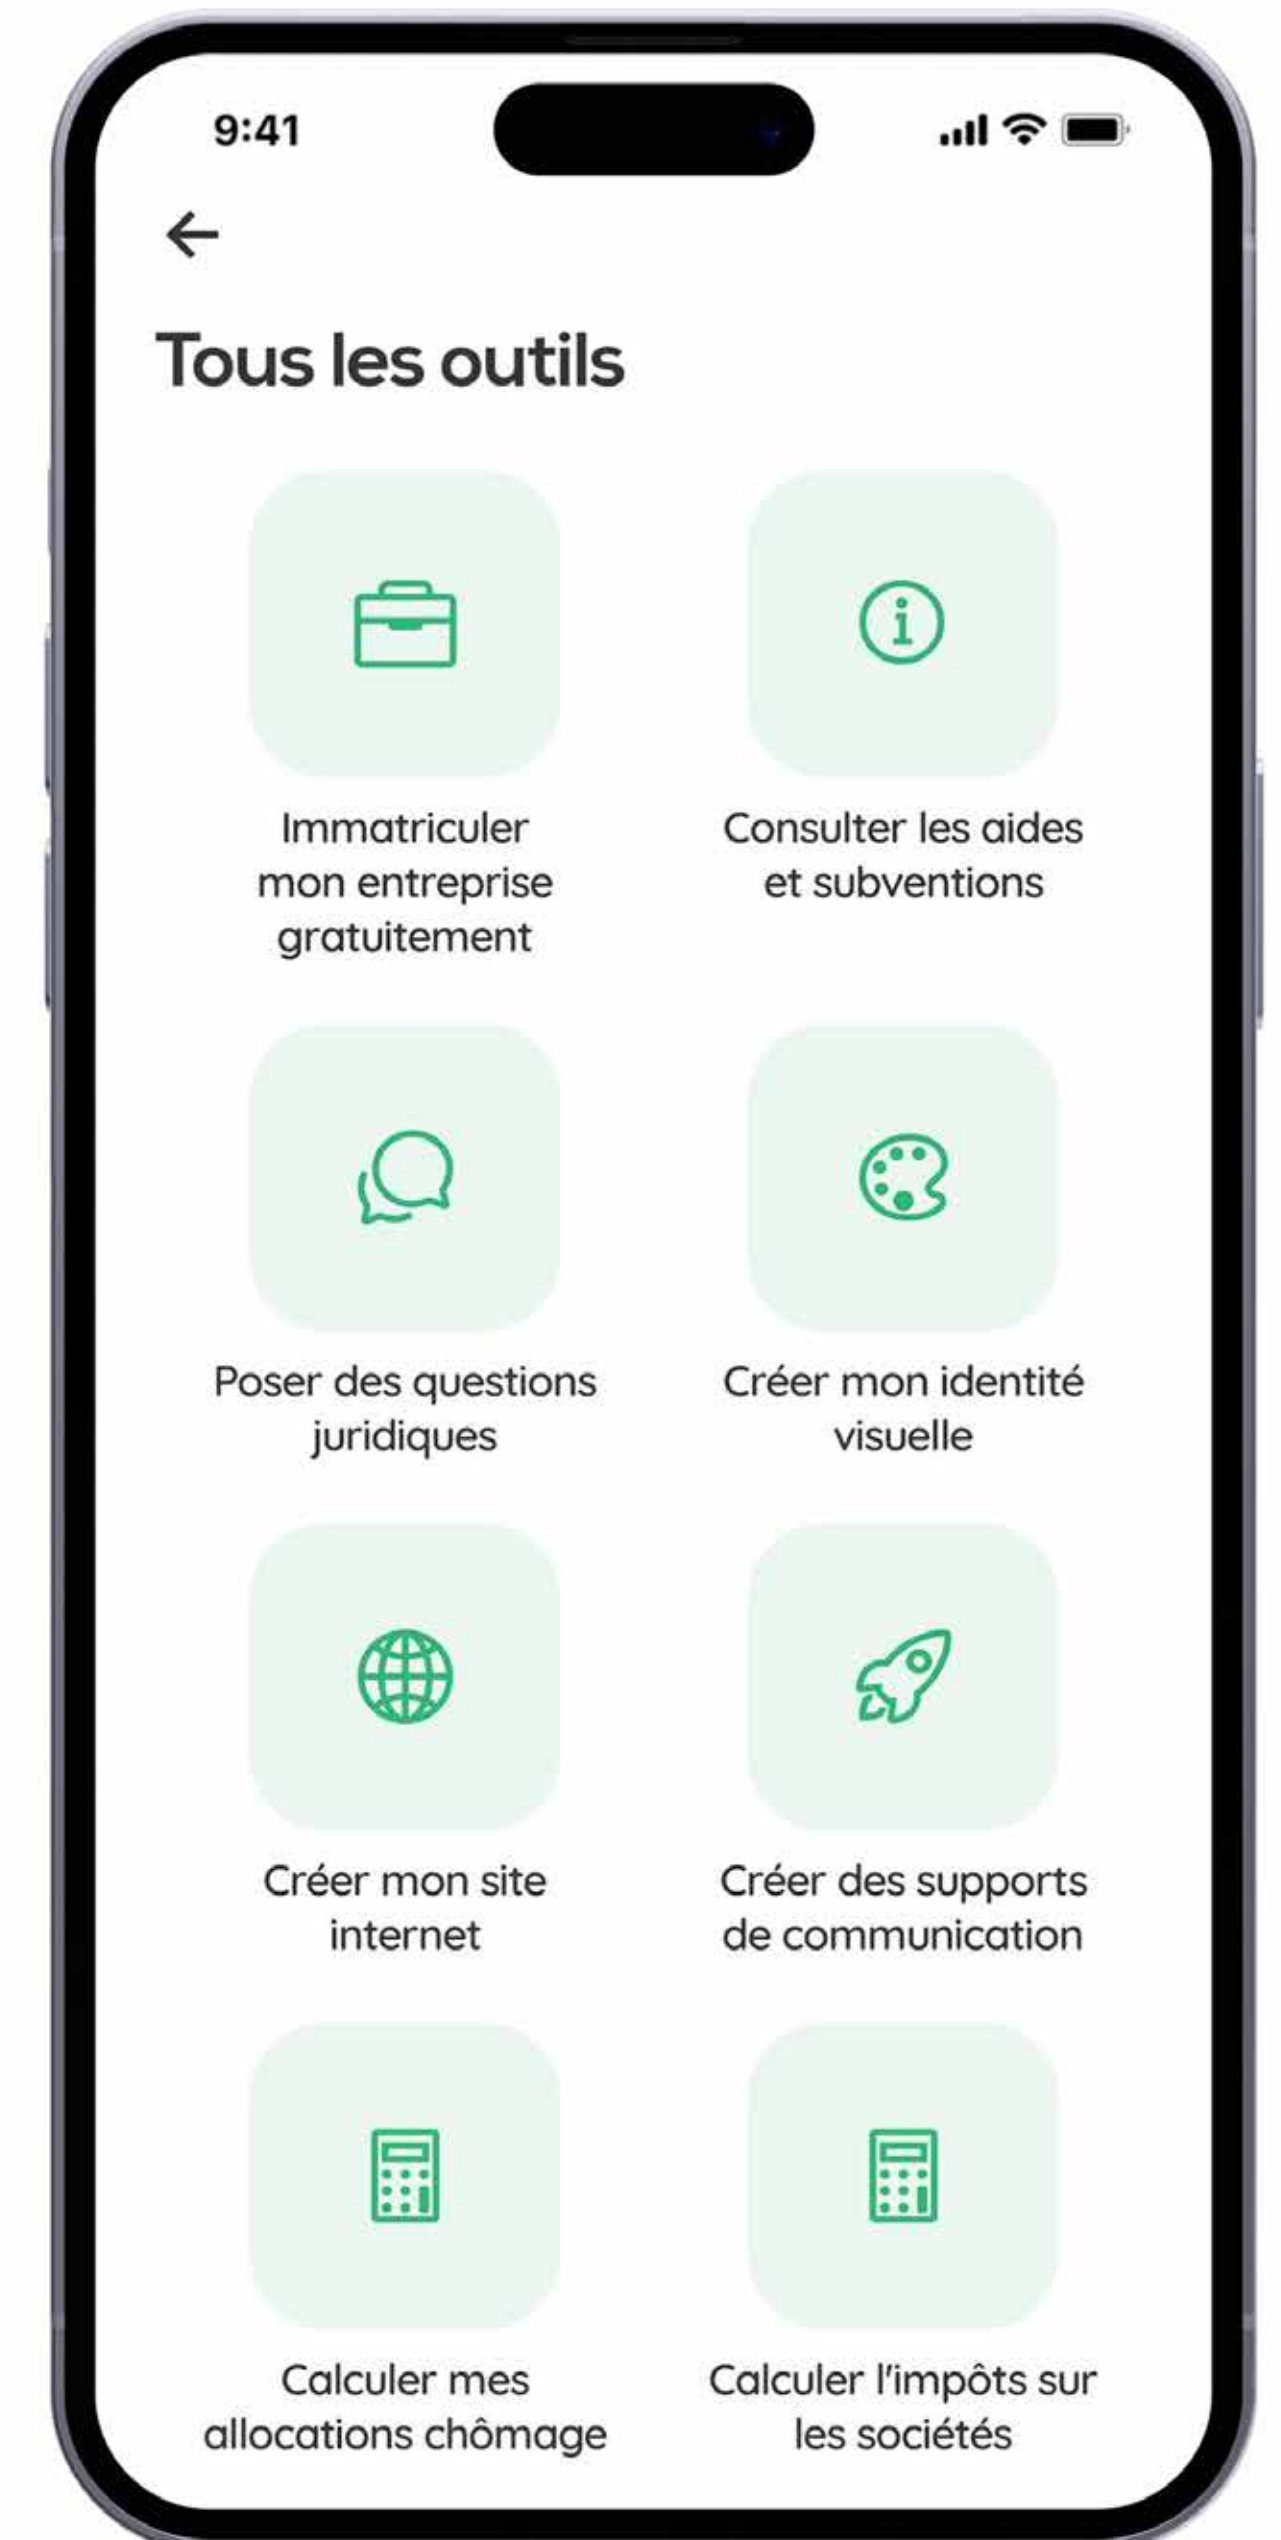 9:41
Tous les outils
Immatriculer
mon entreprise
gratuitement
Consulter les aides
et subventions
Poser des questions
juridiques
Créer mon identité
visuelle
Créer mon site
internet
Créer des supports
de communication
Calculer mes
allocations chômage
Calculer l'impôts sur
les sociétés